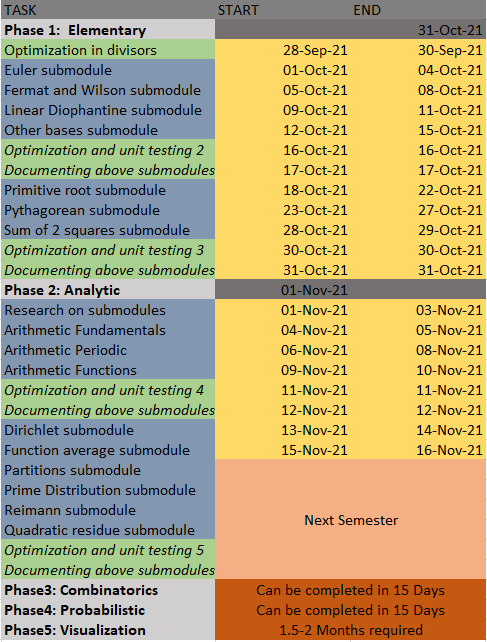 TASK START END
Phase 1: Elementary 31-Oct-21
Optimization in divisors 28-Sep-21 30-Sep-21
Euler submodule 01-Oct-21 04-Oct-21
Fermat and Wilson submodule 05-Oct-21 08-Oct-21
Linear Diophantine submodule 09-Oct-21 11-Oct-21
Other bases submodule 12-Oct-21 15-Oct-21
Optimization and unit testing 2 16-Oct-21 16-Oct-21
Documenting above submodules 17-Oct-21 17-Oct-21
Primitive root submodule 18-Oct-21 22-Oct-21
Pythagorean submodule 23-Oct-21 27-Oct-21
Sum of 2 squares submodule 28-Oct-21 29-Oct-21
Optimization and unit testing 3 30-Oct-21 30-Oct-21
Documenting above submodules 31-Oct-21 31-Oct-21
Phase 2: Analytic 01-Nov-21
Research on submodules 01-Nov-21 03-Nov-21
Arithmetic Fundamentals 04-Nov-21 05-Nov-21
Arithmetic Periodic 06-Nov-21 08-Nov-21
Arithmetic Functions 09-Nov-21 10-Nov-21
Optimization and unit testing 4 11-Nov-21 11-Nov-21
Documenting above submodules 12-Nov-21 12-Nov-21
Dirichlet submodule 13-Nov-21 14-Nov-21
Function average submodule 15-Nov-21 16-Nov-21
Partitions submodule
Prime Distribution submodule
Reimann submodule
Next Semester
Quadratic residue submodule
Optimization and unit testing 5
Documenting above submodules
Phase3: Combinatorics Can be completed in 15 Days
Phase4: Probabilistic Can be completed in 15 Days
Phase5: Visualization 1.5-2 Months required